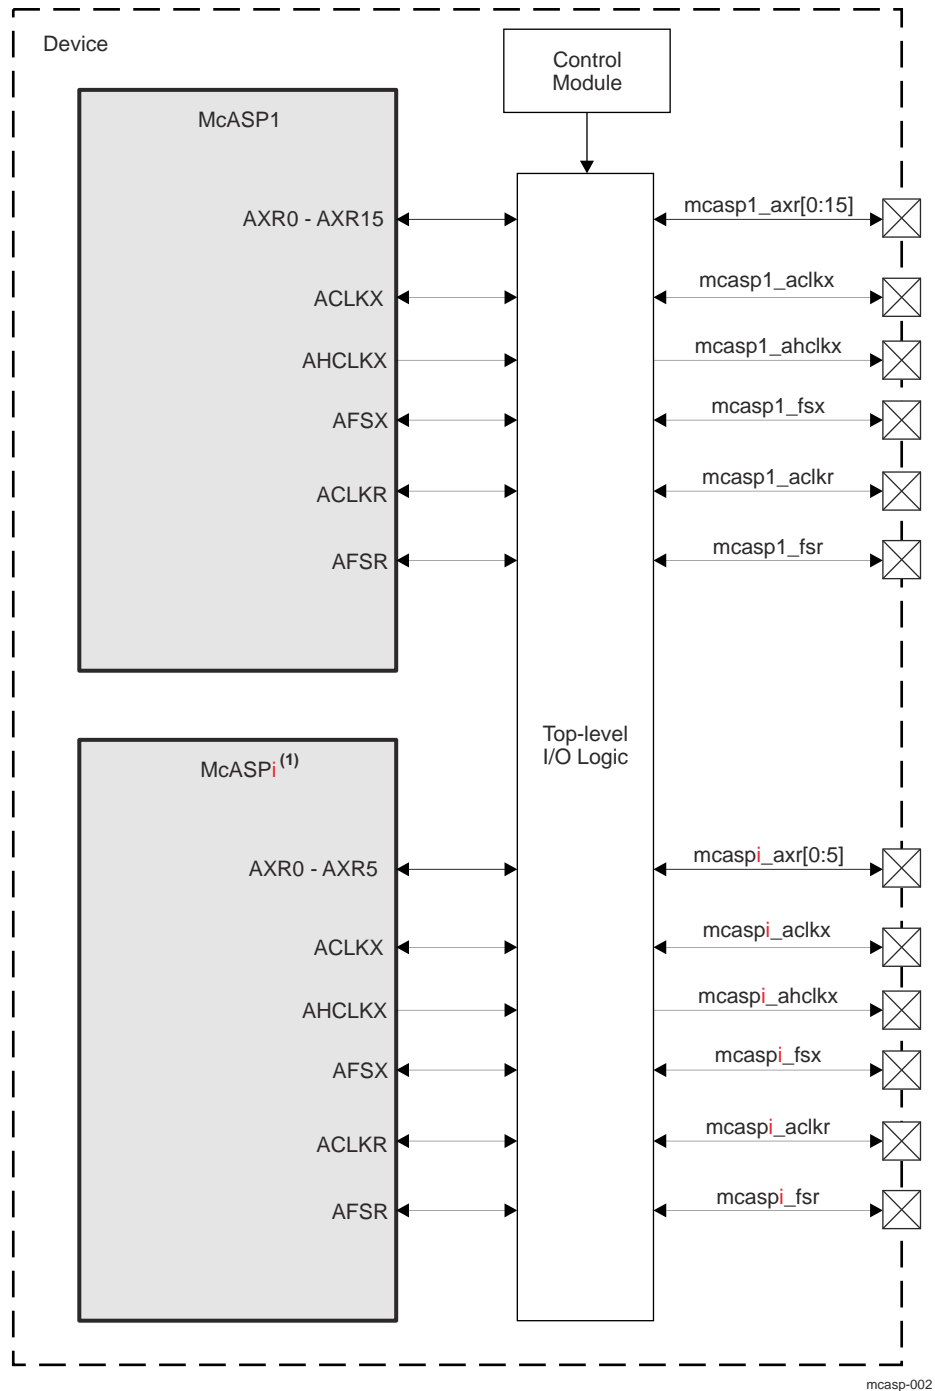 Device
Control
Module
McASP1
AXR0 - AXR15
mcasp1_axr[0:15]
ACLKX
mcasp1_aclkx
AHCLKX
mcasp1_ahclkx
AFSX
mcasp1_fsx
ACLKR
mcasp1_aclkr
AFSR
mcasp1_fsr
Top-level
I/O Logic
McASPi(1)
AXR0 - AXR5
mcaspi_axr[0:5]
ACLKX
mcaspi_aclkx
AHCLKX
mcaspi_ahclkx
AFSX
mcaspi_fsx
ACLKR
mcaspi_aclkr
AFSR
mcaspi_fsr
mcasp-002